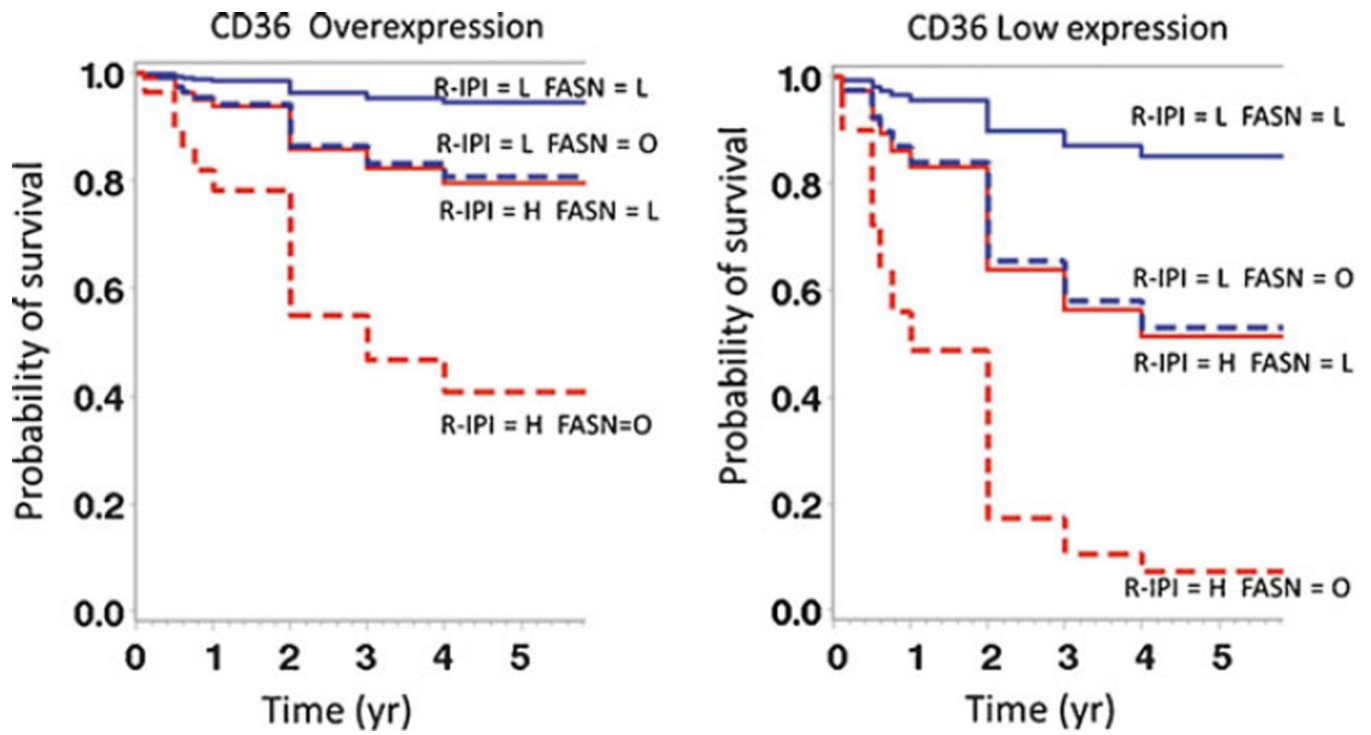 CD36 Overexpression
Probability of survival
1.0
0.8
0.6
0.4
0.2
0.0
R-IPI = L FASN = L
R-IPI = L FASN = O
R-IPI = H FASN = L
R-IPI = H FASN=O
0 1 2 3 4 5
Time (yr)
CD36 Low expression
Probability of survival
1.0
0.8
0.6
0.4
0.2
0.0
R-IPI = L FASN = L
R-IPI = L FASN = O
R-IPI = H FASN = L
R-IPI = H FASN = O
0 1 2 3 4 5
Time (yr)